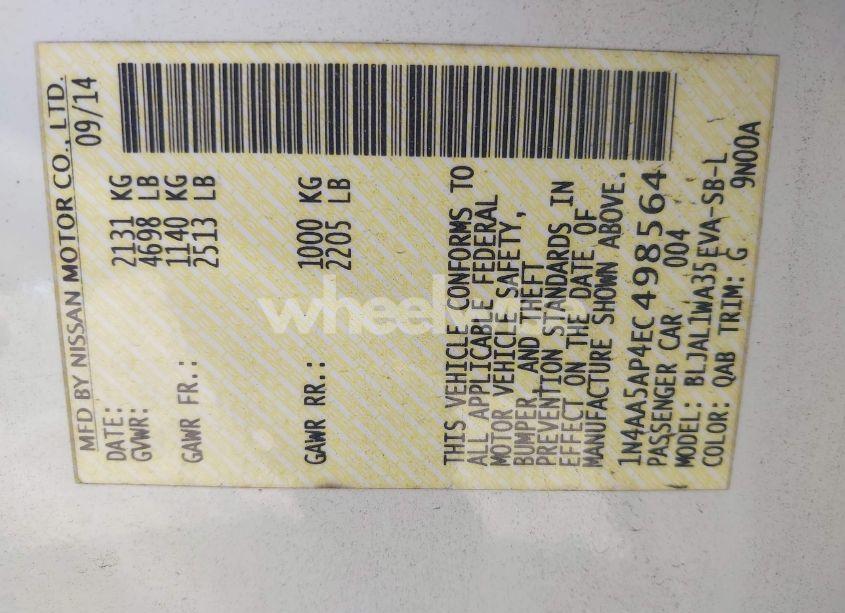 MFD BY NISSAN MOTOR CO., LTD.
DATE: 09/14
GVWR: 2131 KG
4698 LB
GAWR FR.: 1140 KG
2513 LB
GAWR RR.: 1000 KG
2205 LB
THIS VEHICLE CONFORMS TO
ALL APPLICABLE FEDERAL
MOTOR VEHICLE SAFETY,
BUMPER, AND THEFT
PREVENTION STANDARDS IN
EFFECT ON THE DATE OF
MANUFACTURE SHOWN ABOVE.
1N4AA5AP4EC498564
PASSENGER CAR 004
MODEL: BLJAL1WA35EVA-SB-L
COLOR: QAB TRIM: G 9N00A